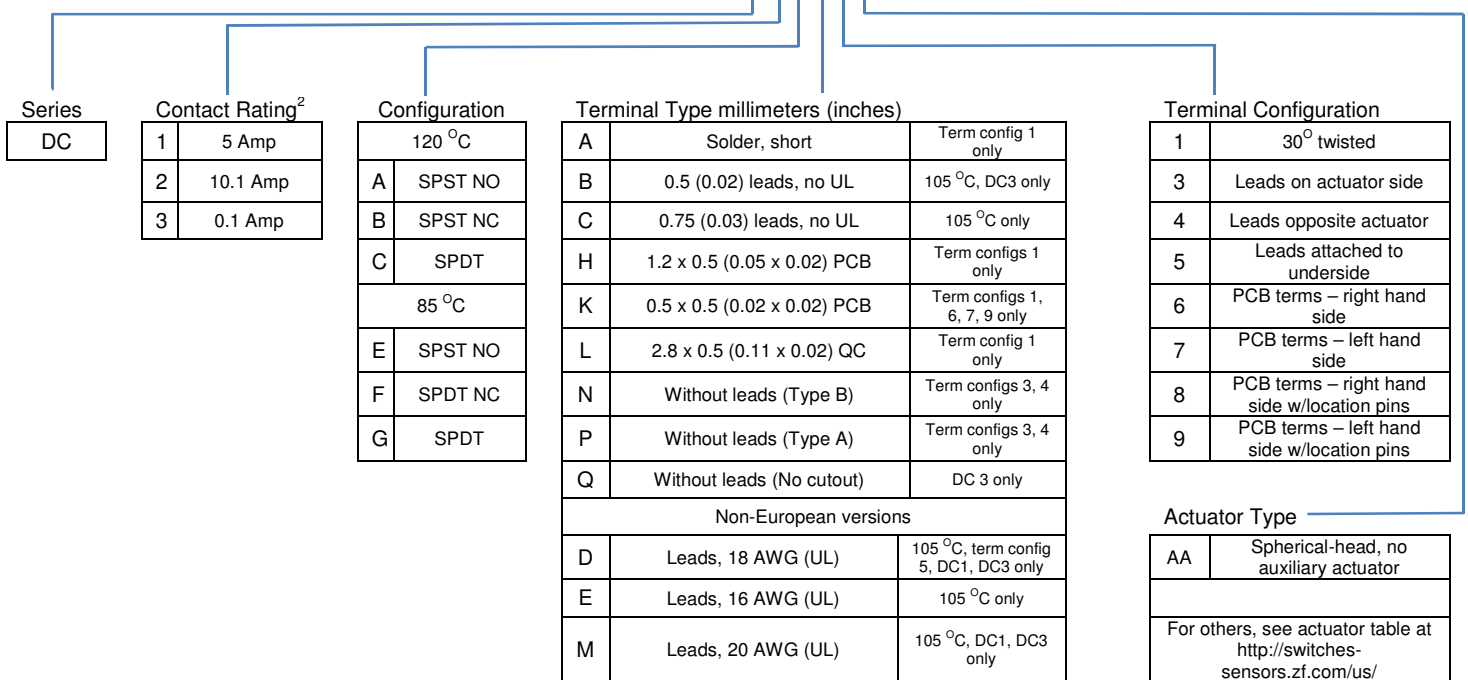 Series
DC
Contact Rating2
1 5 Amp
2 10.1 Amp
3 0.1 Amp
Configuration
120 OC
A SPST NO
B SPST NC
C SPDT
85 OC
E SPST NO
F SPDT NC
G SPDT
Terminal Type millimeters (inches)
A Solder, short Term config 1
only
B 0.5 (0.02) leads, no UL 105 OC, DC3 only
C 0.75 (0.03) leads, no UL 105 OC only
H 1.2 x 0.5 (0.05 x 0.02) PCB Term configs 1
only
K 0.5 x 0.5 (0.02 x 0.02) PCB Term configs 1,
6, 7, 9 only
L 2.8 x 0.5 (0.11 x 0.02) QC Term config 1
only
N Without leads (Type B) Term configs 3, 4
only
P Without leads (Type A) Term configs 3, 4
only
Q Without leads (No cutout) DC 3 only
Non-European versions
D Leads, 18 AWG (UL) 105 OC, term config
5, DC1, DC3 only
E Leads, 16 AWG (UL) 105 OC only
M Leads, 20 AWG (UL) 105 OC, DC1, DC3
only
Terminal Configuration
1 30O twisted
3 Leads on actuator side
4 Leads opposite actuator
5 Leads attached to
underside
6 PCB terms – right hand
side
7 PCB terms – left hand
side
8 PCB terms – right hand
side w/location pins
9 PCB terms – left hand
side w/location pins
Actuator Type
AA Spherical-head, no
auxiliary actuator
For others, see actuator table at
http://switches-
sensors.zf.com/us/